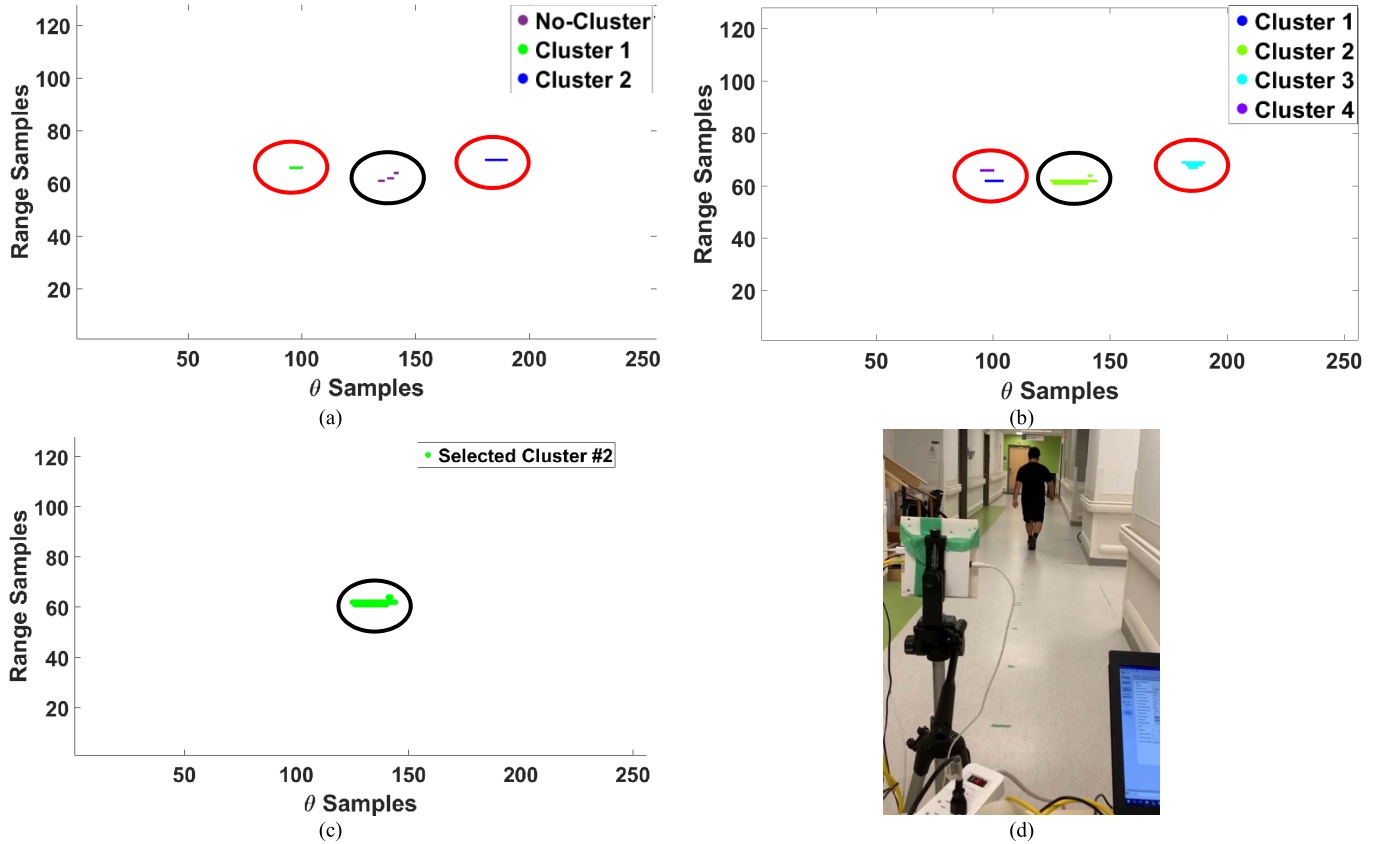 120
100
80
60
40
20
Range Samples
50
100
150
200
250
θ Samples
No-Cluster
Cluster 1
Cluster 2
(a)
120
100
80
60
40
20
Range Samples
50
100
150
200
250
θ Samples
Cluster 1
Cluster 2
Cluster 3
Cluster 4
(b)
120
100
80
60
40
20
Range Samples
50
100
150
200
250
θ Samples
Selected Cluster #2
(c)
(d)